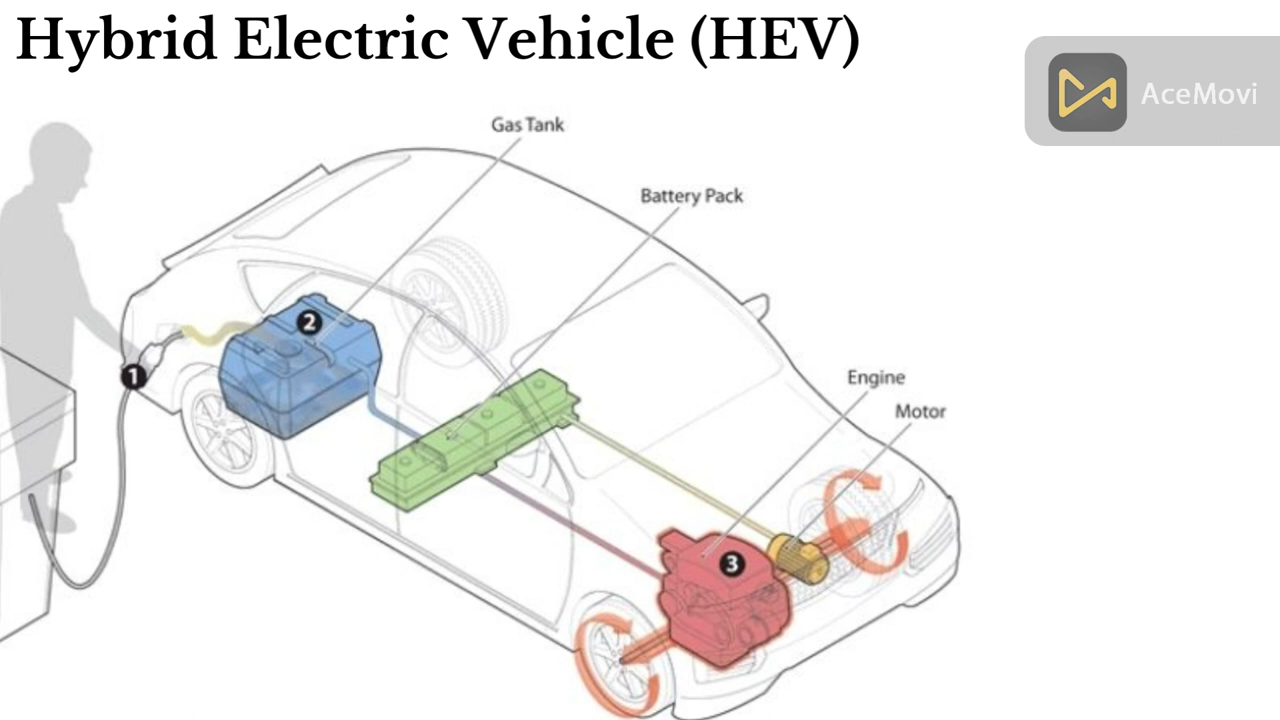 Hybrid Electric Vehicle (HEV)
AceMovi
Gas Tank
Battery Pack
Engine
Motor
1
2
3